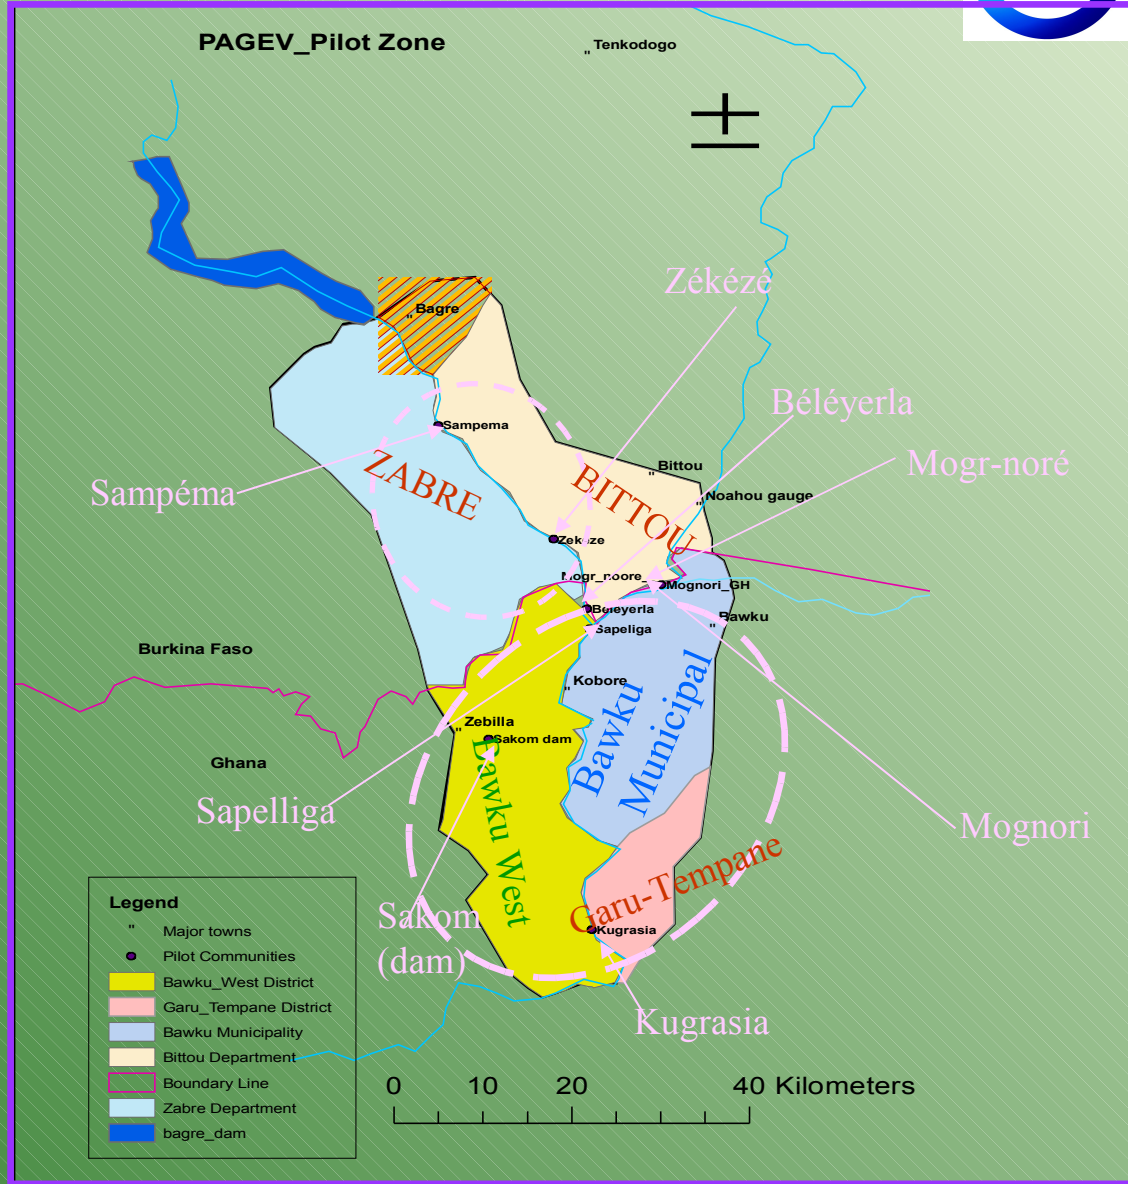 PAGEV_Pilot Zone
" Tenkodogo
Zékézé
" Bagre
Béléyerla
Sampema
Mogr-noré
" Bittou
ZABRE
BITTOU
Sampéma
" Noahou gauge
Zekeze
Mogr_noore_
Mognori_GH
Beleyerla
" Bawku
Sapeliga
Burkina Faso
" Kobore
Bawku
Municipal
" Zebilla
Sakom dam
Ghana
Bawku West
Sapelliga
Mognori
Garu-Tempane
Sakom
(dam)
Kugrasia
Kugrasia
Legend
" Major towns
Pilot Communities
Bawku_West District
Garu_Tempane District
Bawku Municipality
Bittou Department
Boundary Line
Zabre Department
bagre_dam
0 10 20 40 Kilometers